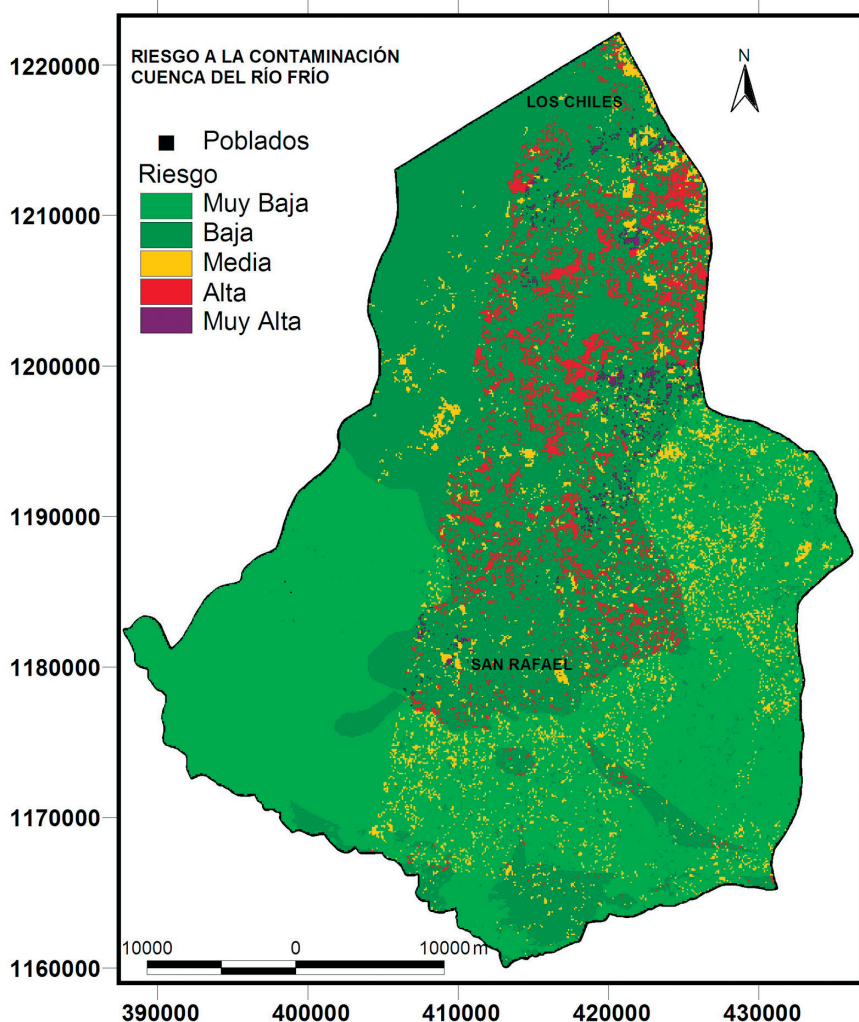 RIESGO A LA CONTAMINACIÓN
CUENCA DEL RÍO FRÍO
N
LOS CHILES
Poblados
Riesgo
Muy Baja
Baja
Media
Alta
Muy Alta
SAN RAFAEL
10000 0 10000 m
1220000
1210000
1200000
1190000
1180000
1170000
1160000
390000 400000 410000 420000 430000